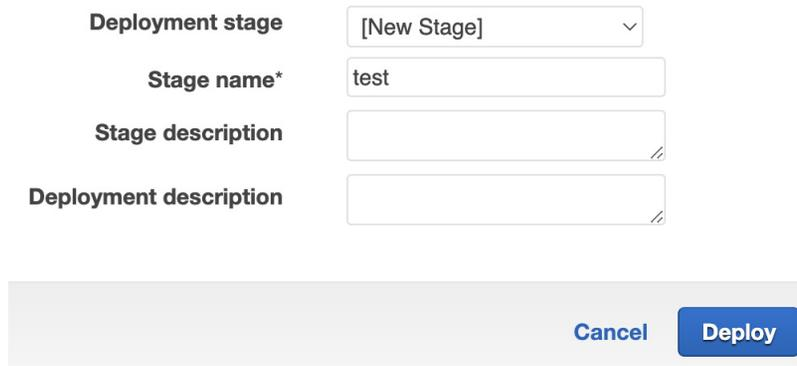 Deployment stage [New Stage]
Stage name* test
Stage description
Deployment description
Cancel Deploy